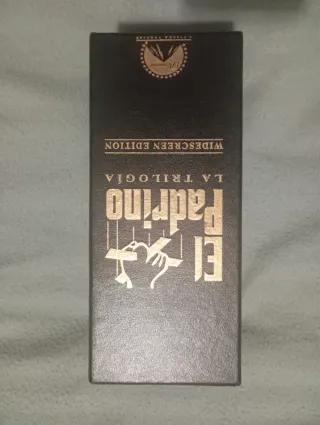 El
Padrino
LA TRILOGÍA
WIDESCREEN EDITION